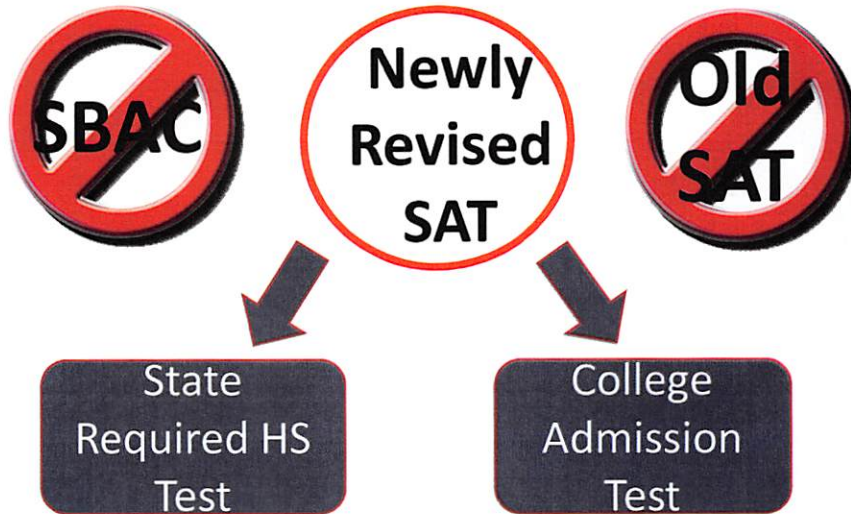 SBAC
Newly
Revised
SAT
Old
SAT
State
Required HS
Test
College
Admission
Test